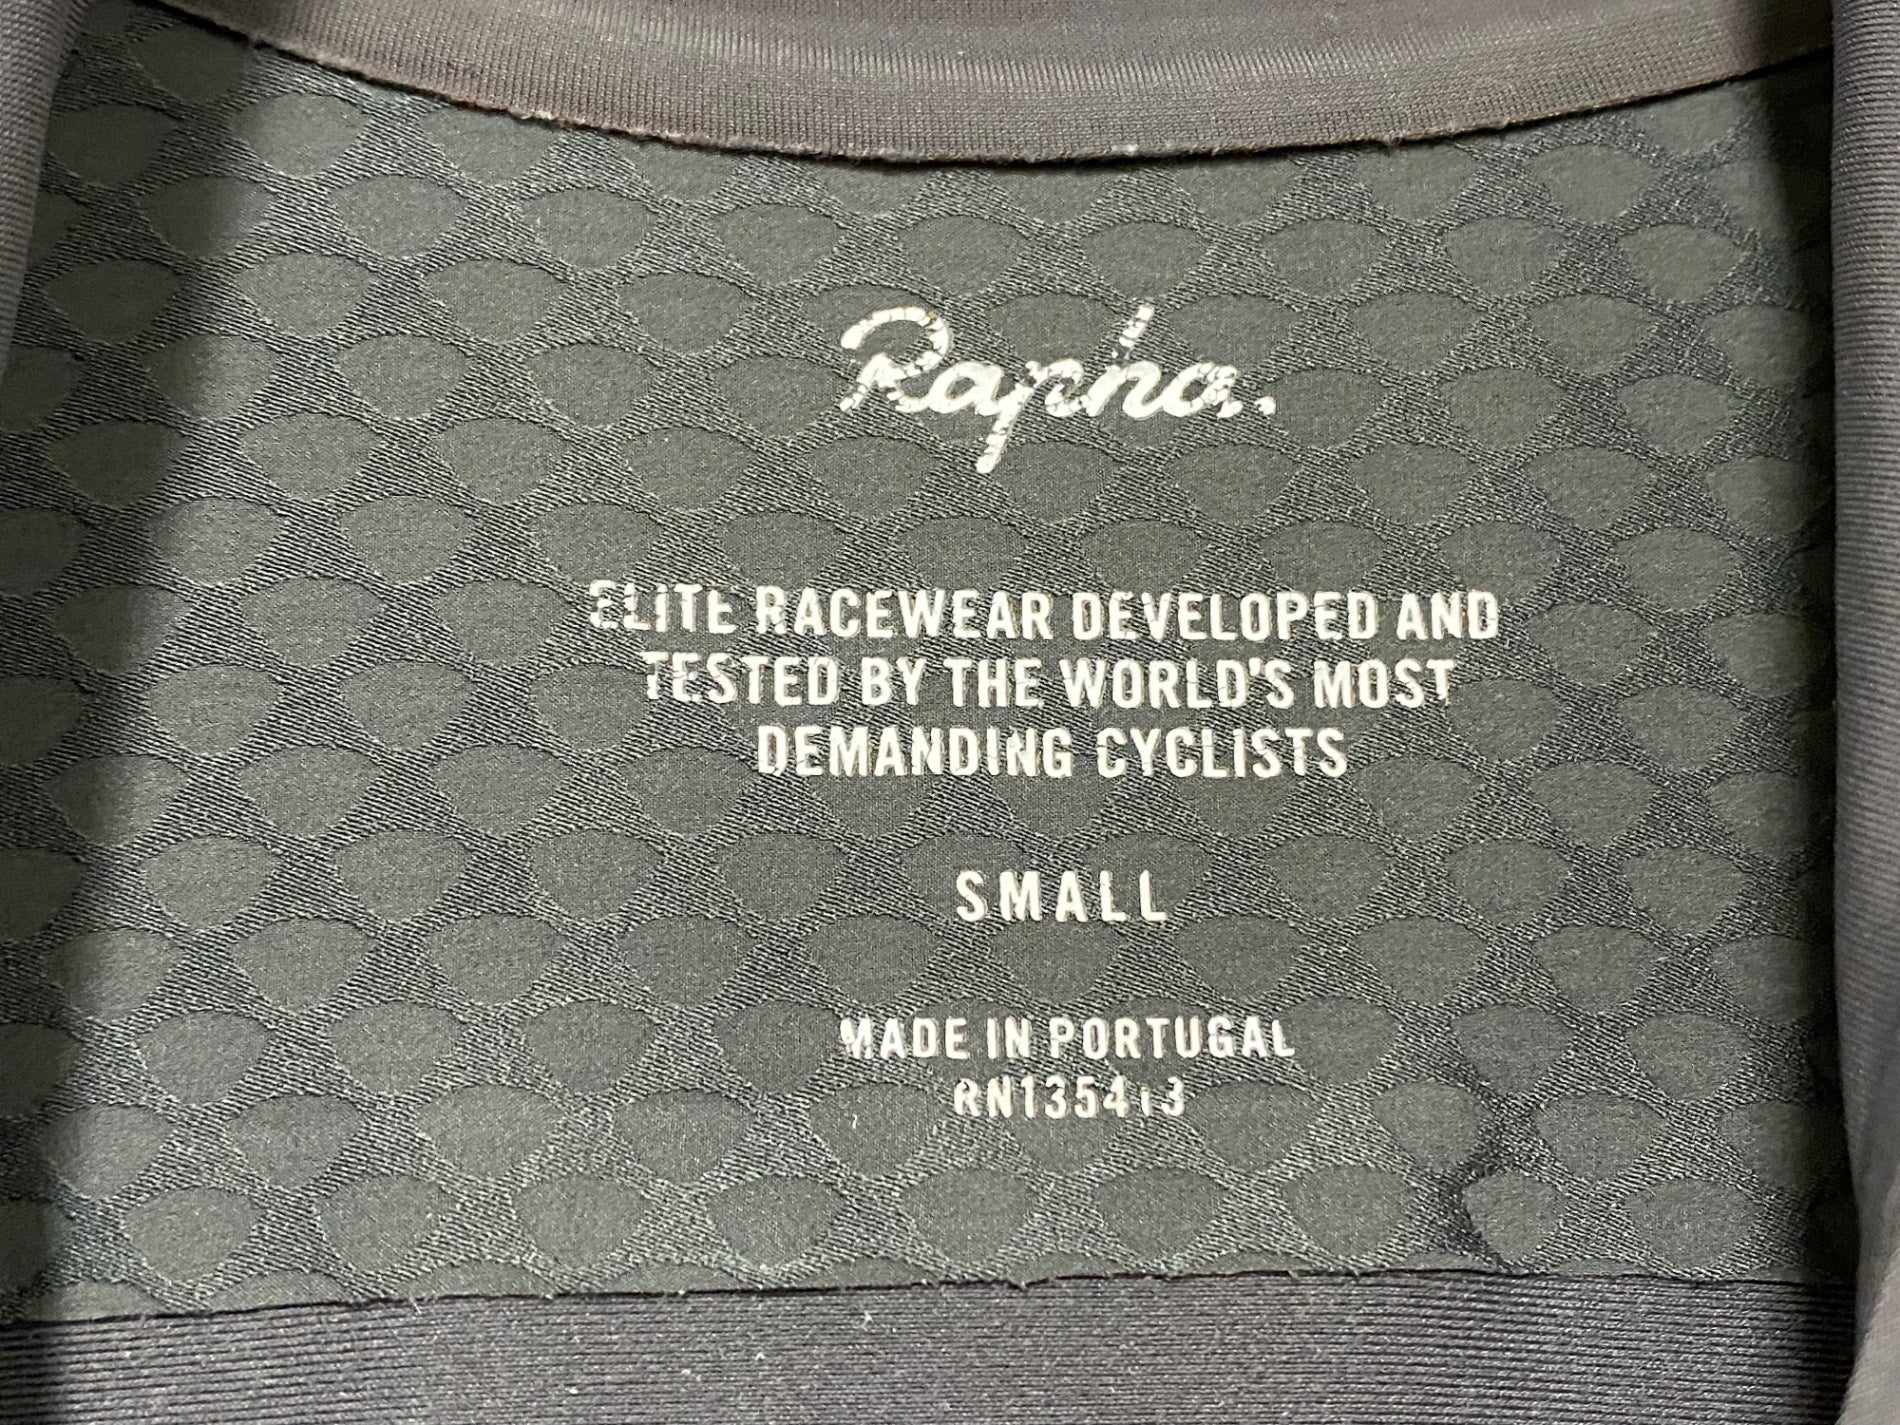 Rapha.
ELITE RACEWEAR DEVELOPED AND
TESTED BY THE WORLD'S MOST
DEMANDING CYCLISTS
SMALL
MADE IN PORTUGAL
RN135413